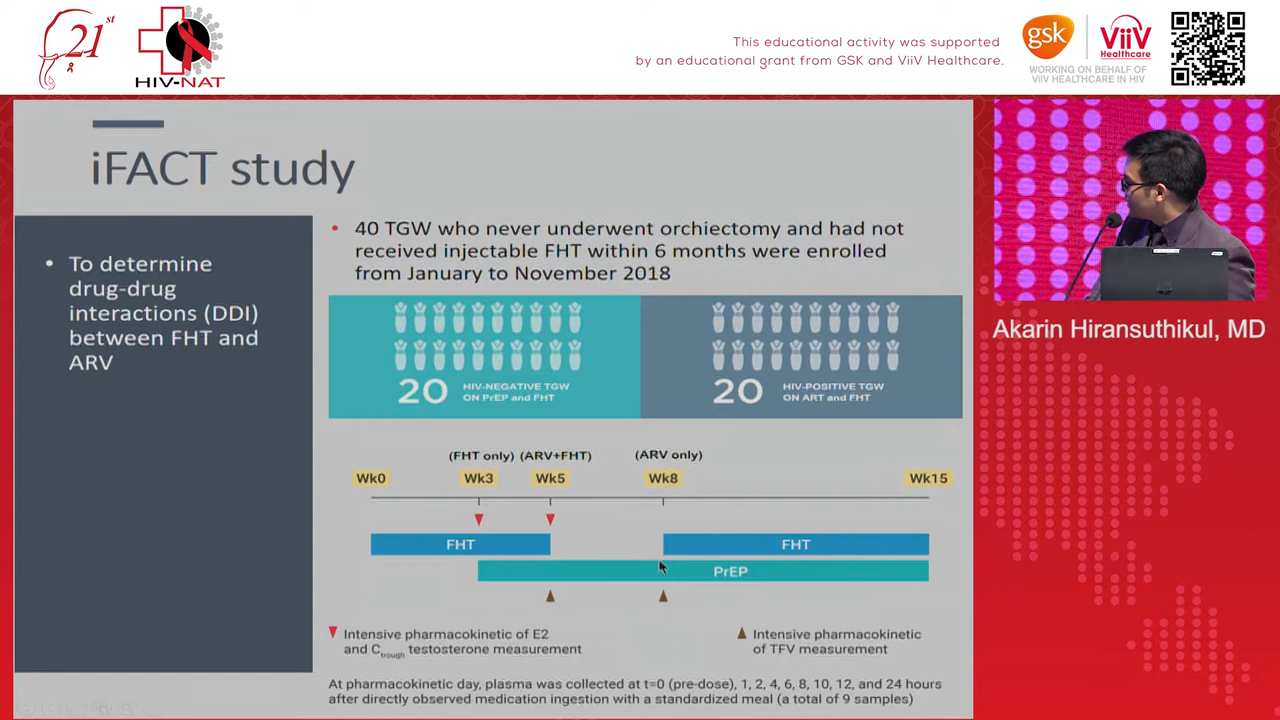 21st
HIV-NAT
This educational activity was supported
by an educational grant from GSK and ViiV Healthcare.
gsk
ViiV
Healthcare
WORKING ON BEHALF OF
VIIV HEALTHCARE IN HIV
iFACT study
• To determine
drug-drug
interactions (DDI)
between FHT and
ARV
• 40 TGW who never underwent orchiectomy and had not
received injectable FHT within 6 months were enrolled
from January to November 2018
20 HIV-NEGATIVE TGW
ON PrEP and FHT
20 HIV-POSITIVE TGW
ON ART and FHT
(FHT only) (ARV+FHT) (ARV only)
Wk0 Wk3 Wk5 Wk8 Wk15
FHT FHT
PrEP
Intensive pharmacokinetic of E2
and Ctrough testosterone measurement
Intensive pharmacokinetic
of TFV measurement
At pharmacokinetic day, plasma was collected at t=0 (pre-dose), 1, 2, 4, 6, 8, 10, 12, and 24 hours
after directly observed medication ingestion with a standardized meal (a total of 9 samples)
Akarin Hiransuthikul, MD